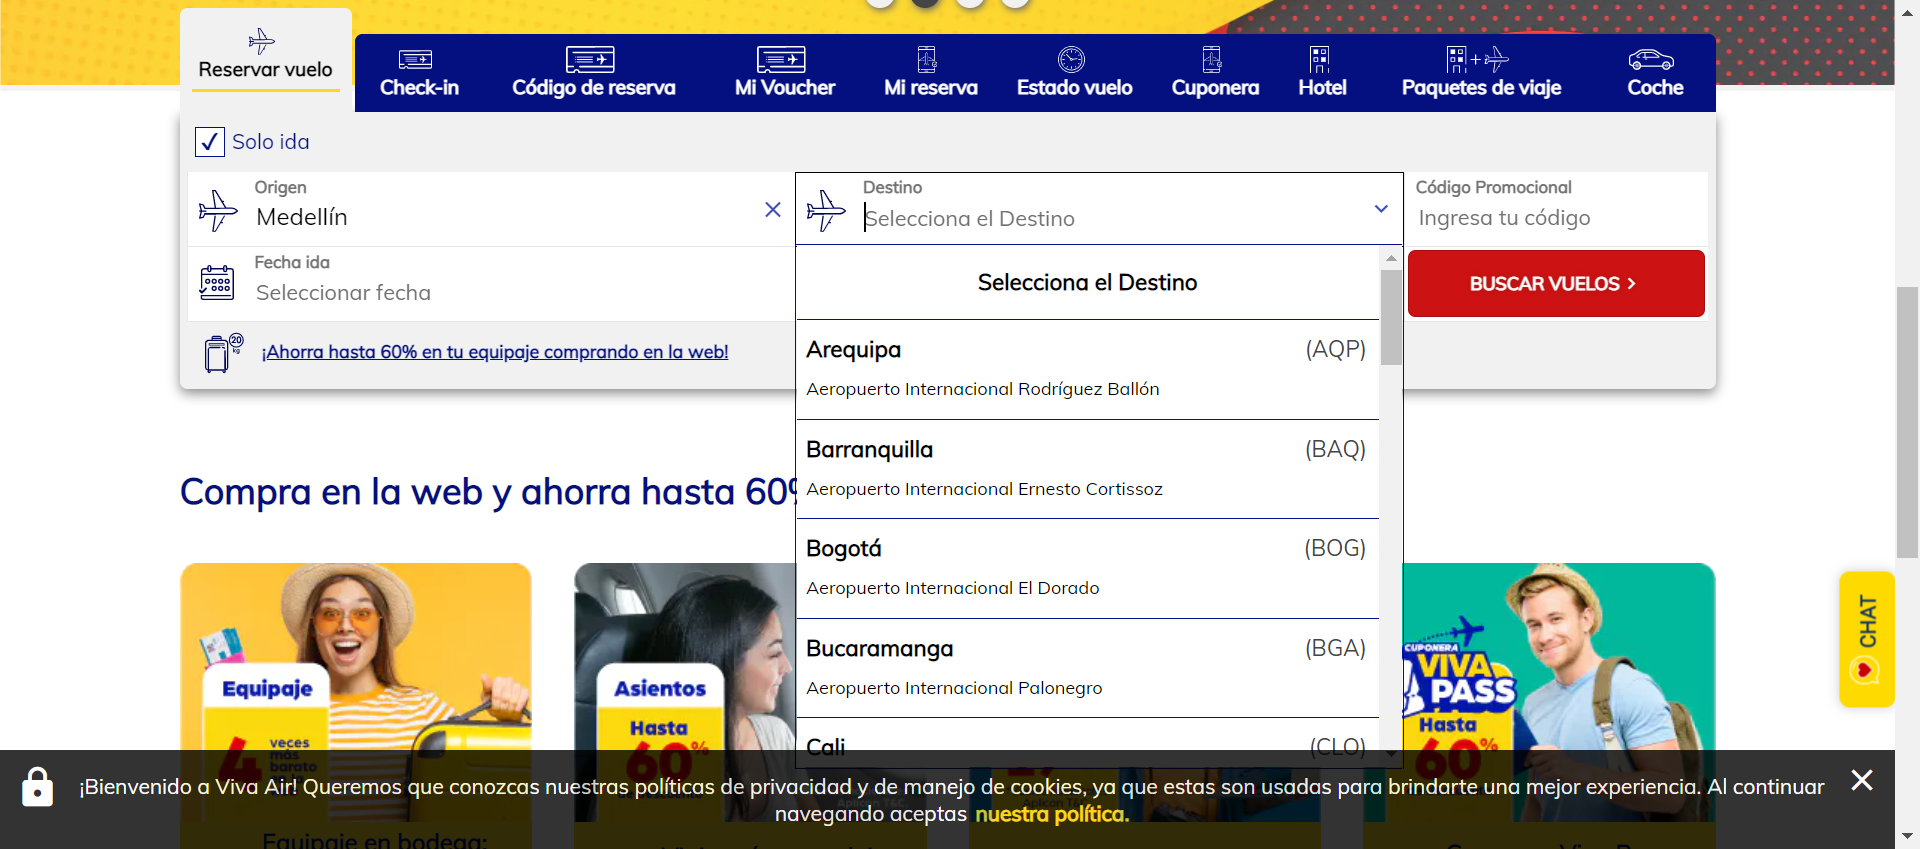 Reservar vuelo
Check-in
Código de reserva
Mi Voucher
Mi reserva
Estado vuelo
Cuponera
Hotel
Paquetes de viaje
Coche
Solo ida
Origen
Medellín
Destino
Selecciona el Destino
Código Promocional
Ingresa tu código
Fecha ida
Seleccionar fecha
BUSCAR VUELOS
20
kg
¡Ahorra hasta 60% en tu equipaje comprando en la web!
Selecciona el Destino
Arequipa (AQP)
Aeropuerto Internacional Rodríguez Ballón
Barranquilla (BAQ)
Aeropuerto Internacional Ernesto Cortissoz
Bogotá (BOG)
Aeropuerto Internacional El Dorado
Bucaramanga (BGA)
Aeropuerto Internacional Palonegro
Cali (CLO)
Compra en la web y ahorra hasta 60%
Equipaje
4 veces
más
barato
Asientos
Hasta
60%
CUPONERA
VIVA
PASS
Hasta
60%
CHAT
¡Bienvenido a Viva Air! Queremos que conozcas nuestras políticas de privacidad y de manejo de cookies, ya que estas son usadas para brindarte una mejor experiencia. Al continuar
navegando aceptas nuestra política.
Equipaje en bodega: